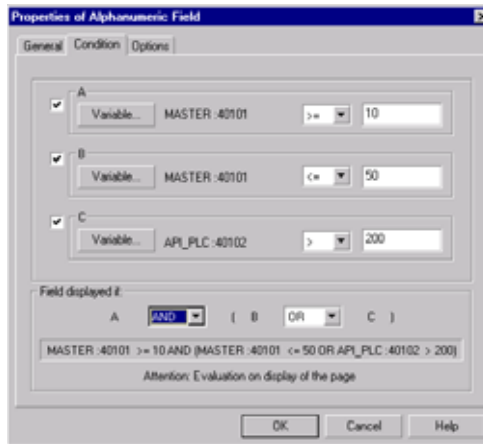 Properties of Alphanumeric Field
General Condition Options
A
Variable... MASTER :40101 >= 10
B
Variable... MASTER :40101 <= 50
C
Variable... API_PLC :40102 > 200
Field displayed if:
A AND ( B OR C )
MASTER :40101 >= 10 AND (MASTER :40101 <= 50 OR API_PLC :40102 > 200)
Attention: Evaluation on display of the page
OK Cancel Help